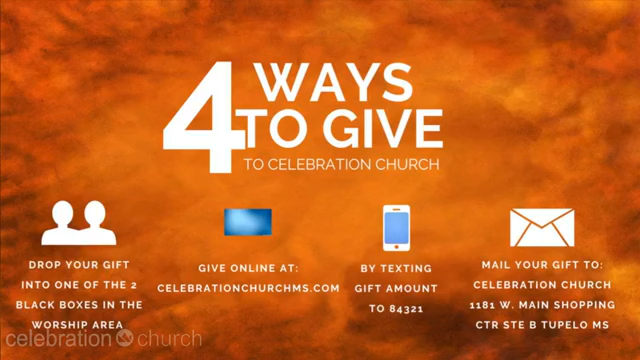 4 WAYS
TO GIVE
TO CELEBRATION CHURCH
DROP YOUR GIFT
INTO ONE OF THE 2
BLACK BOXES IN THE
WORSHIP AREA
GIVE ONLINE AT:
CELEBRATIONCHURCHMS.COM
BY TEXTING
GIFT AMOUNT
TO 84321
MAIL YOUR GIFT TO:
CELEBRATION CHURCH
1181 W. MAIN SHOPPING
CTR STE B TUPELO MS
celebration church